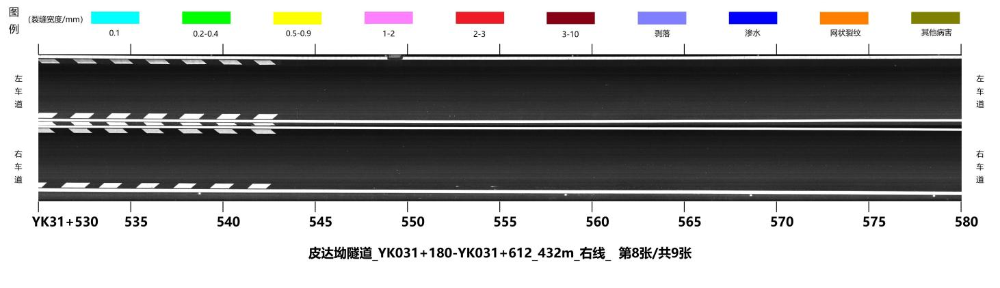 图例 (裂缝宽度/mm)
0.1 0.2-0.4 0.5-0.9 1-2 2-3 3-10 剥落 渗水 网状裂纹 其他病害
左车道 左车道
右车道 右车道
YK31+530 535 540 545 550 555 560 565 570 575 580
皮达坳隧道_YK031+180-YK031+612_432m_右线_ 第8张/共9张